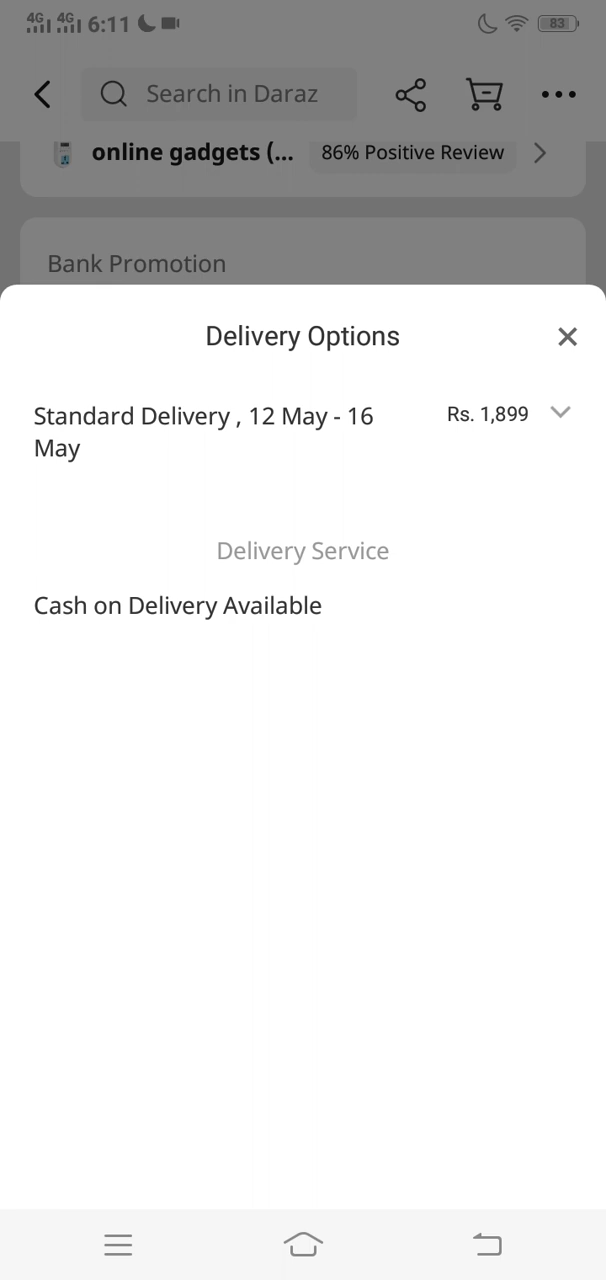 4G 4G 6:11 83
Search in Daraz
online gadgets (... 86% Positive Review
Bank Promotion
Delivery Options
Standard Delivery , 12 May - 16 Rs. 1,899
May
Delivery Service
Cash on Delivery Available